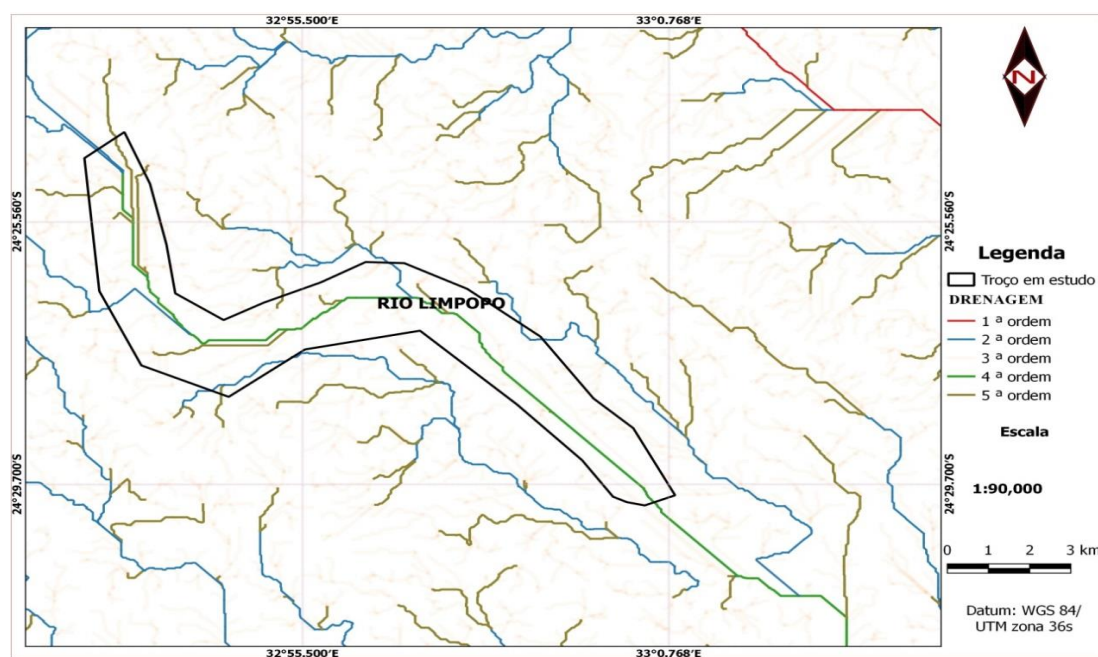 32°55.500'E 33°0.768'E
N
24°25.560'S 24°25.560'S
RIO LIMPOPO
Legenda
Troço em estudo
DRENAGEM
1 ª ordem
2 ª ordem
3 ª ordem
4 ª ordem
5 ª ordem
Escala
1:90,000
24°29.700'S 24°29.700'S
0 1 2 3 km
Datum: WGS 84/
UTM zona 36s
32°55.500'E 33°0.768'E